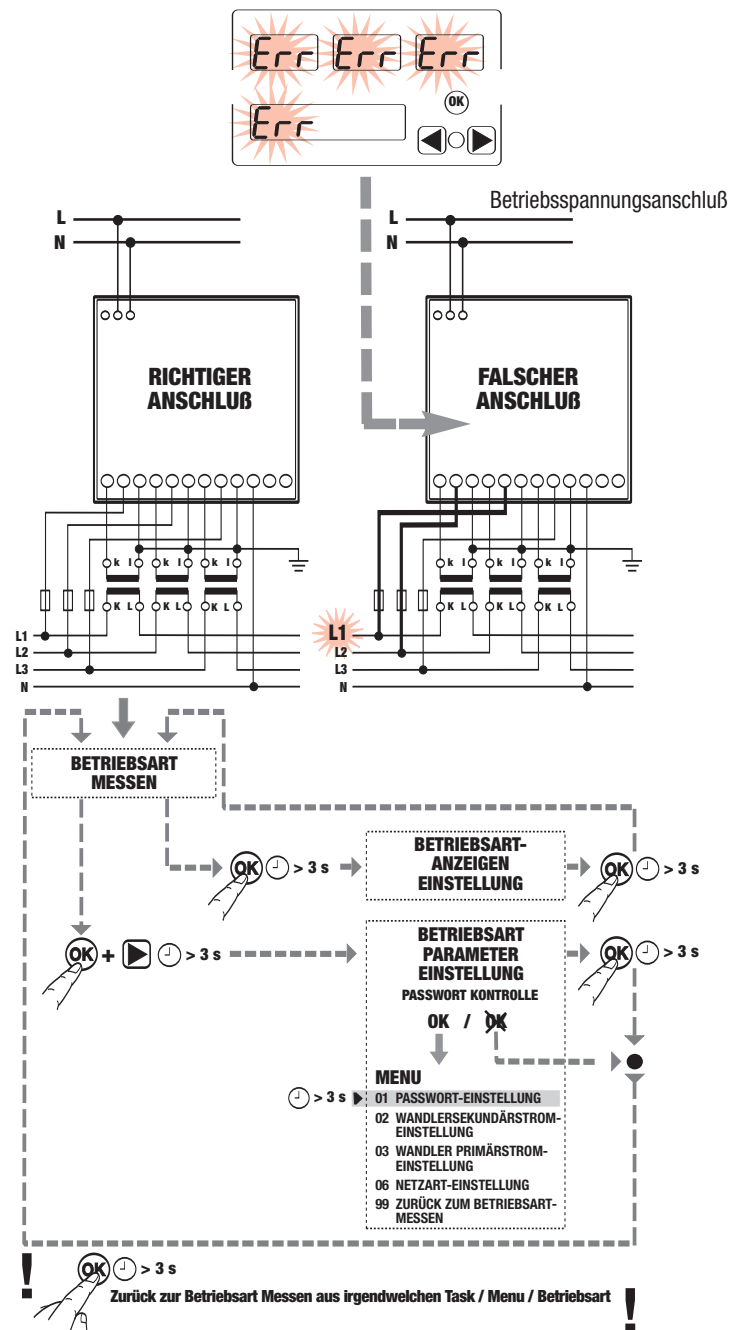 Err Err Err
OK
Err
Betriebsspannungsanschluß
L
N
L
N
RICHTIGER
ANSCHLUß
FALSCHER
ANSCHLUß
k l k l k l
k l k l k l
K L K L K L
K L K L K L
L1
L2
L3
N
L1
L2
L3
N
BETRIEBSART
MESSEN
OK > 3 s
BETRIEBSART-
ANZEIGEN
EINSTELLUNG
OK > 3 s
OK + > 3 s
BETRIEBSART
PARAMETER
EINSTELLUNG
PASSWORT KONTROLLE
OK / OK
OK > 3 s
MENU
> 3 s 01 PASSWORT-EINSTELLUNG
02 WANDLERSEKUNDÄRSTROM-
EINSTELLUNG
03 WANDLER PRIMÄRSTROM-
EINSTELLUNG
06 NETZART-EINSTELLUNG
99 ZURÜCK ZUM BETRIEBSART-
MESSEN
! OK > 3 s
Zurück zur Betriebsart Messen aus irgendwelchen Task / Menu / Betriebsart !